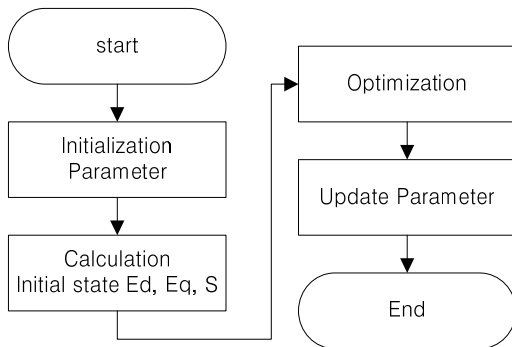 start
Initialization
Parameter
Calculation
Initial state Ed, Eq, S
Optimization
Update Parameter
End